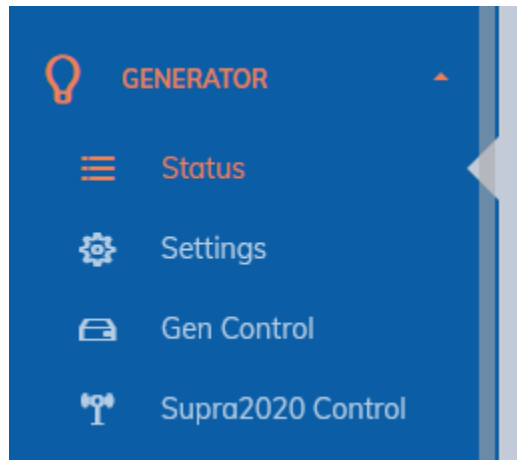 GENERATOR
Status
Settings
Gen Control
Supra2020 Control